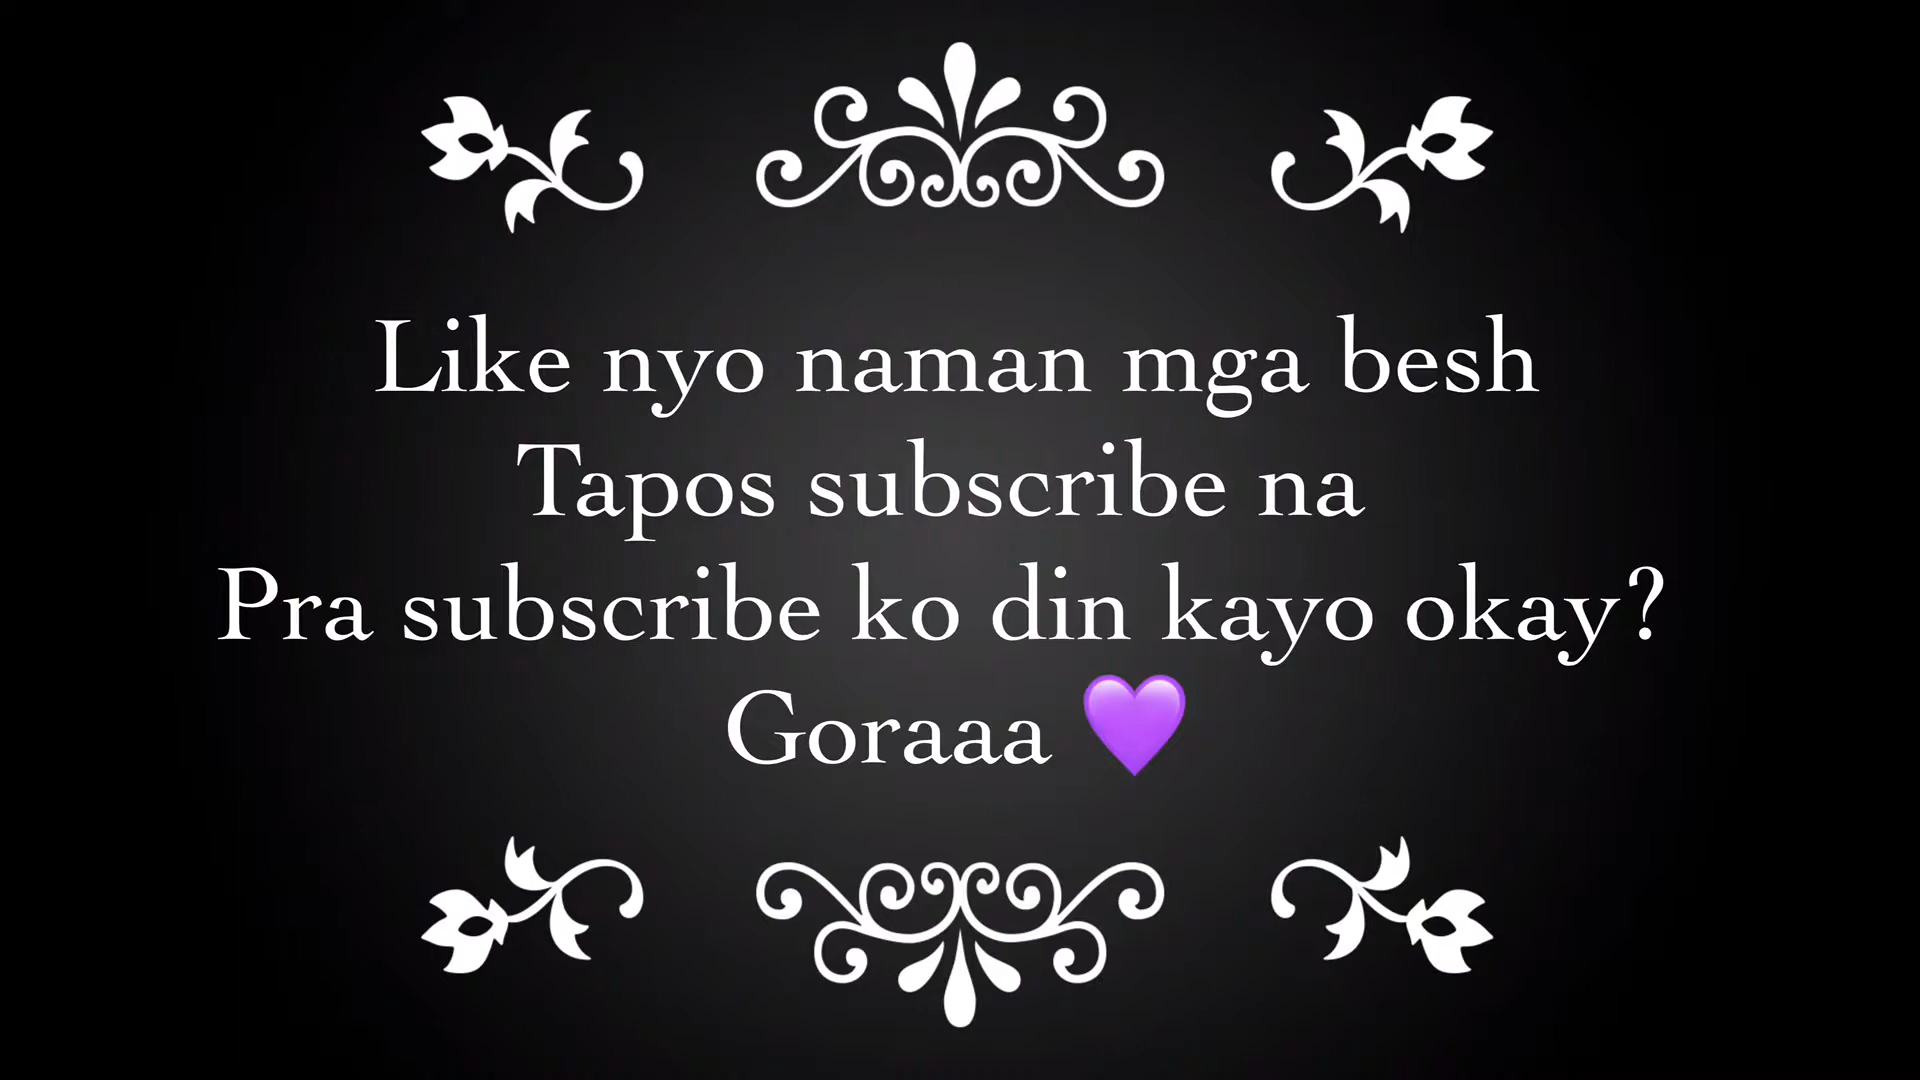 Like nyo naman mga besh
Tapos subscribe na
Pra subscribe ko din kayo okay?
Goraaa 💜